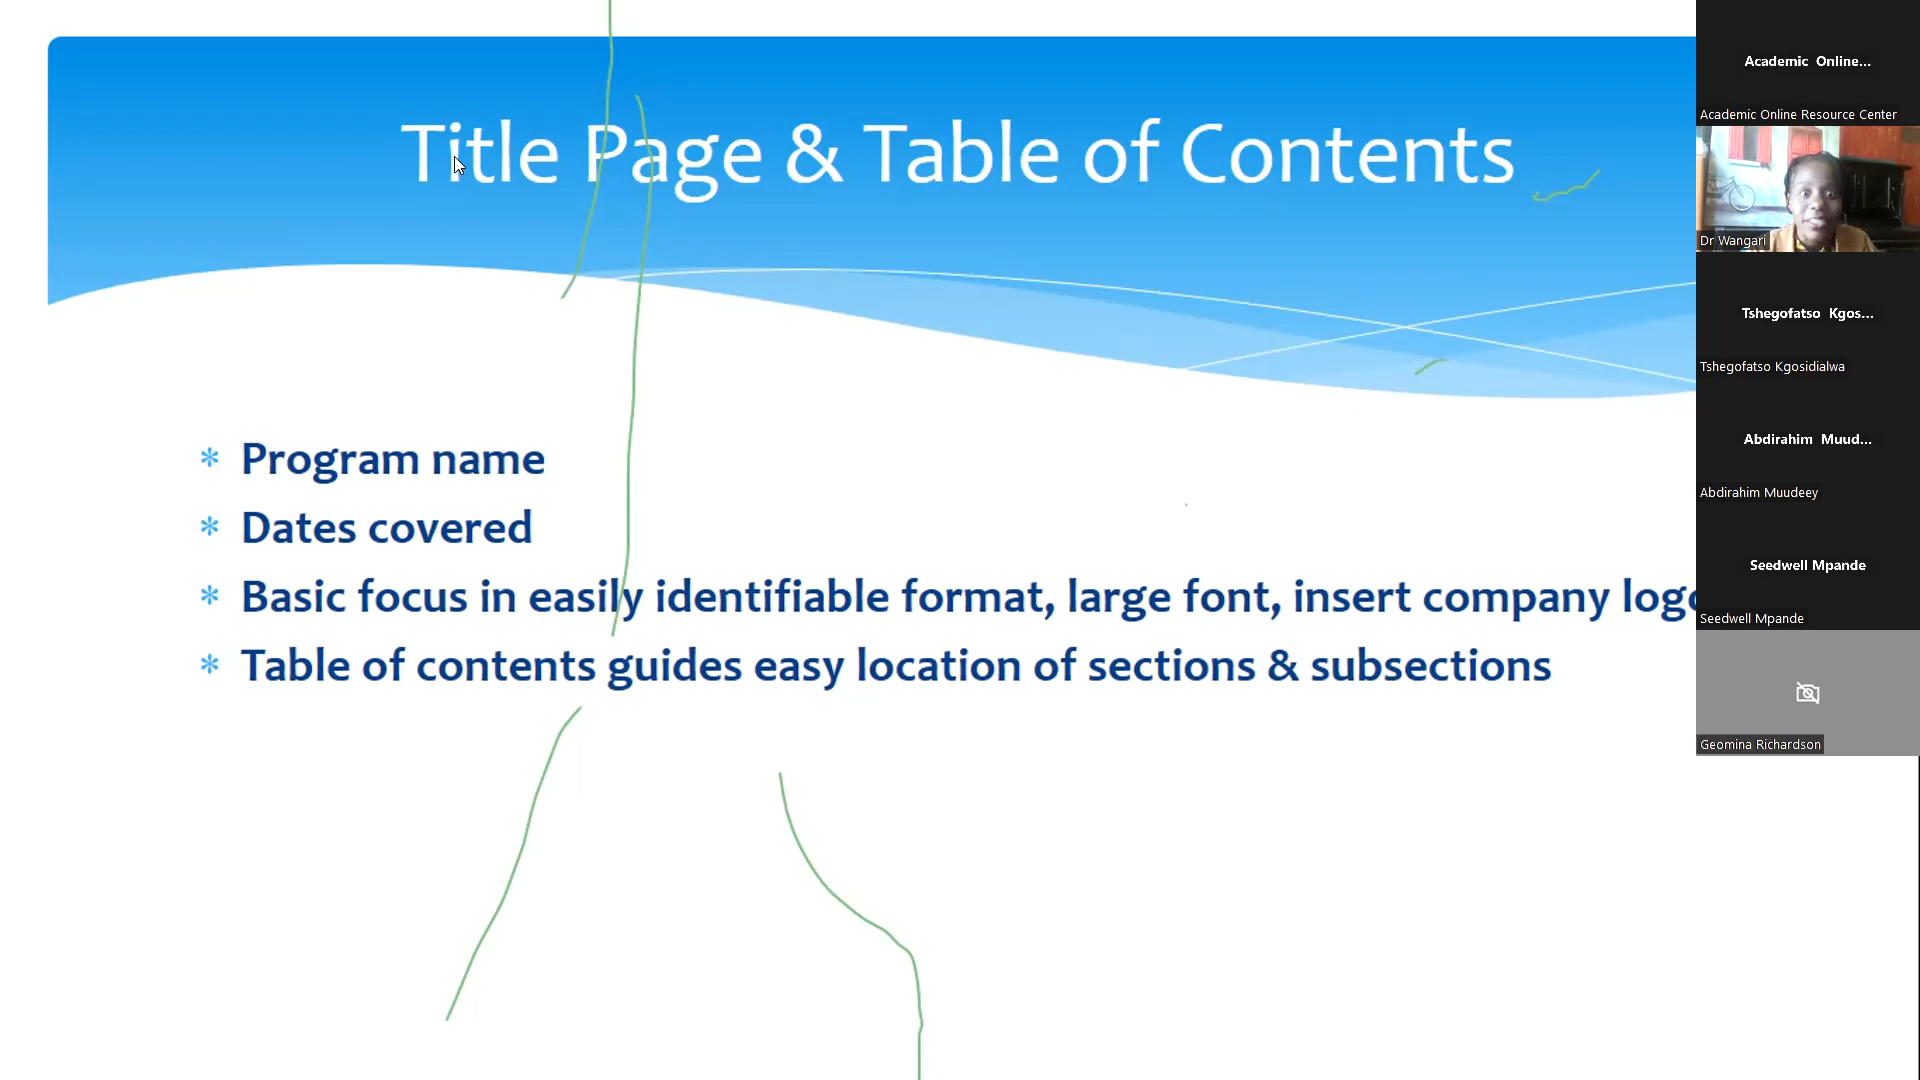 Title Page & Table of Contents
* Program name
* Dates covered
* Basic focus in easily identifiable format, large font, insert company logo
* Table of contents guides easy location of sections & subsections
Academic Online...
Academic Online Resource Center
Dr Wangari
Tshegofatso Kgos...
Tshegofatso Kgosidialwa
Abdirahim Muud...
Abdirahim Muudeey
Seedwell Mpande
Seedwell Mpande
Geomina Richardson